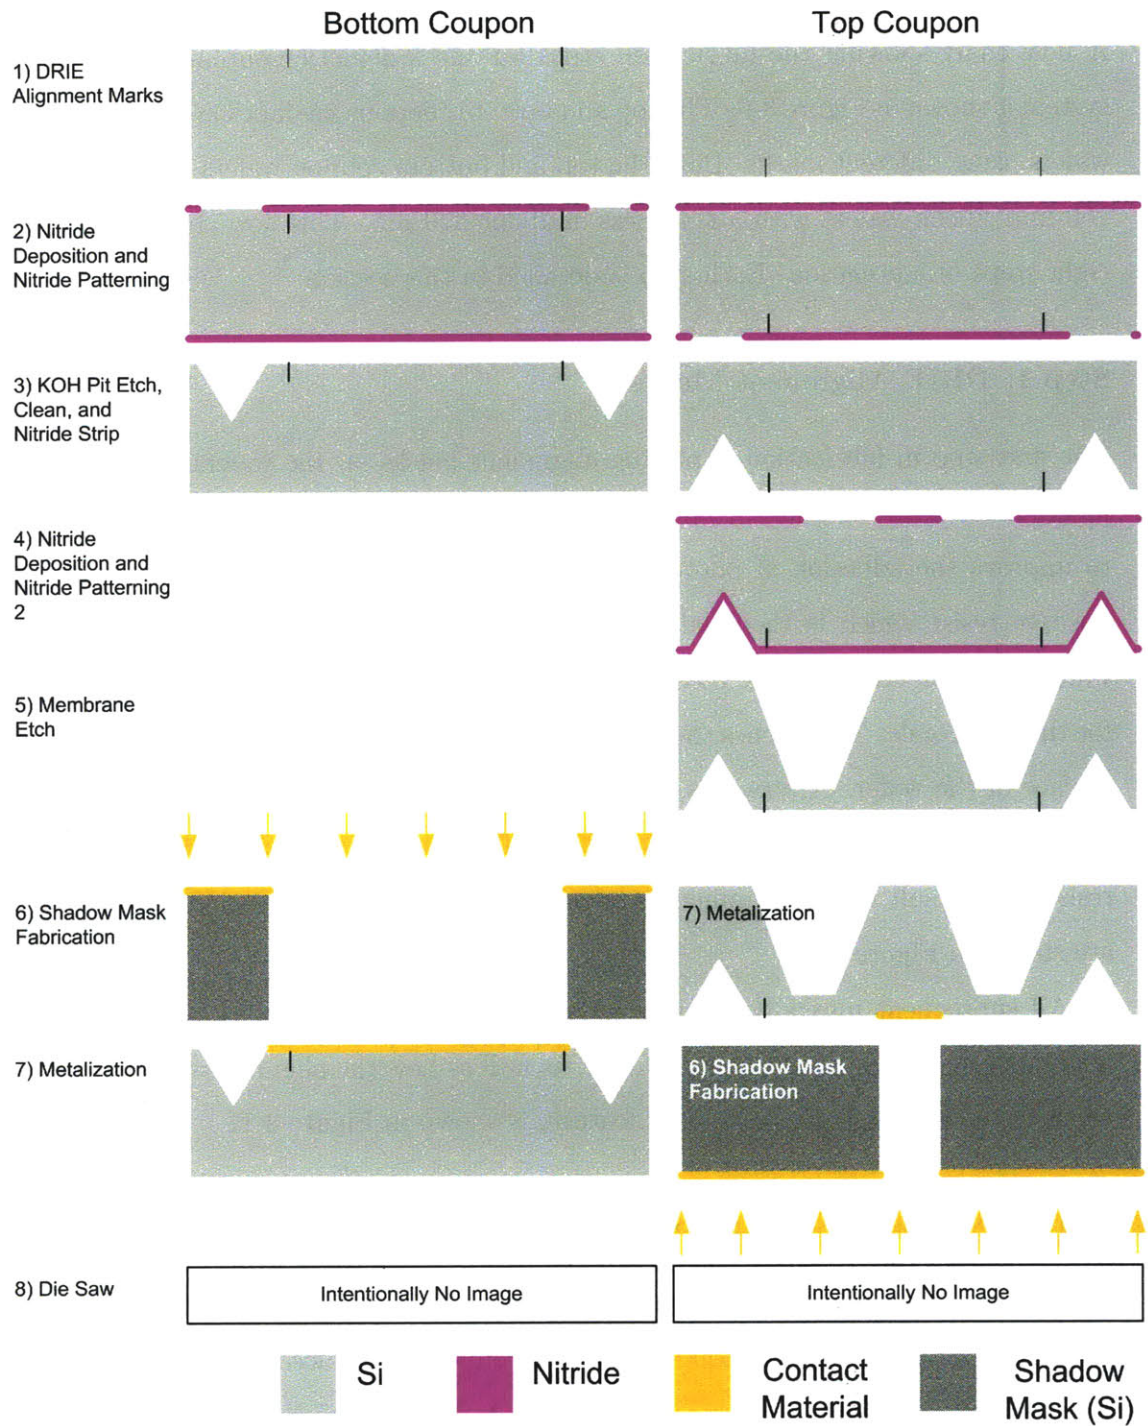 Bottom Coupon
Top Coupon
1) DRIE
Alignment Marks
2) Nitride
Deposition and
Nitride Patterning
3) KOH Pit Etch,
Clean, and
Nitride Strip
4) Nitride
Deposition and
Nitride Patterning
2
5) Membrane
Etch
6) Shadow Mask
Fabrication
7) Metalization
7) Metalization
6) Shadow Mask
Fabrication
8) Die Saw
Intentionally No Image
Intentionally No Image
Si
Nitride
Contact
Material
Shadow
Mask (Si)